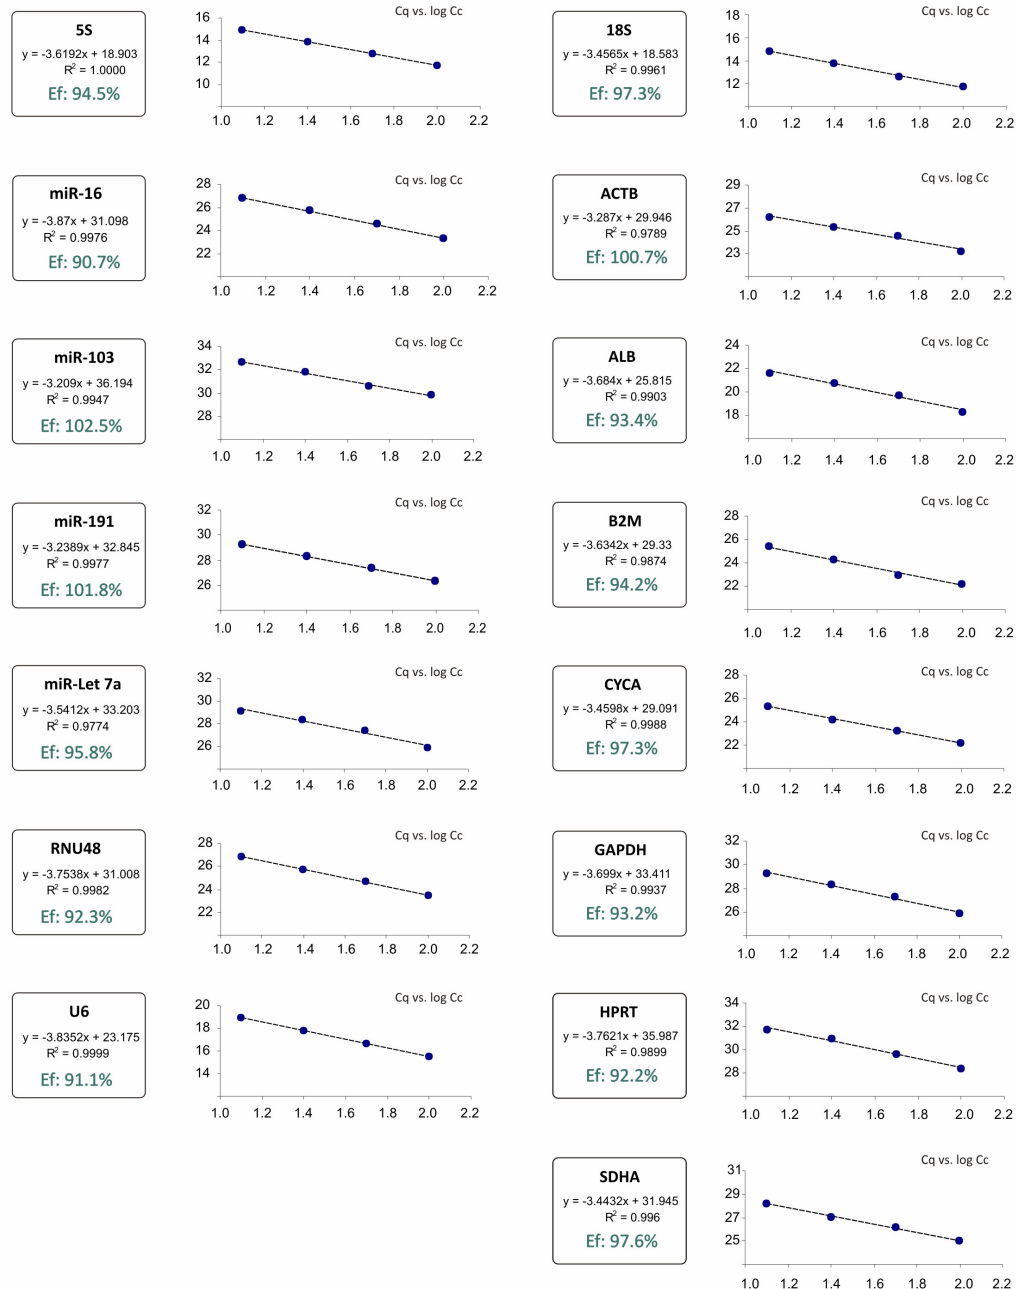 5S
y = -3.6192x + 18.903
R² = 1.0000
Ef: 94.5%
Cq vs. log Cc
16
14
12
10
1.0 1.2 1.4 1.6 1.8 2.0 2.2
18S
y = -3.4565x + 18.583
R² = 0.9961
Ef: 97.3%
Cq vs. log Cc
18
16
14
12
1.0 1.2 1.4 1.6 1.8 2.0 2.2
miR-16
y = -3.87x + 31.098
R² = 0.9976
Ef: 90.7%
Cq vs. log Cc
28
26
24
22
1.0 1.2 1.4 1.6 1.8 2.0 2.2
ACTB
y = -3.287x + 29.946
R² = 0.9789
Ef: 100.7%
Cq vs. log Cc
29
27
25
23
1.0 1.2 1.4 1.6 1.8 2.0 2.2
miR-103
y = -3.209x + 36.194
R² = 0.9947
Ef: 102.5%
Cq vs. log Cc
34
32
30
28
1.0 1.2 1.4 1.6 1.8 2.0 2.2
ALB
y = -3.684x + 25.815
R² = 0.9903
Ef: 93.4%
Cq vs. log Cc
24
22
20
18
1.0 1.2 1.4 1.6 1.8 2.0 2.2
miR-191
y = -3.2389x + 32.845
R² = 0.9977
Ef: 101.8%
Cq vs. log Cc
32
30
28
26
1.0 1.2 1.4 1.6 1.8 2.0 2.2
B2M
y = -3.6342x + 29.33
R² = 0.9874
Ef: 94.2%
Cq vs. log Cc
28
26
24
22
1.0 1.2 1.4 1.6 1.8 2.0 2.2
miR-Let 7a
y = -3.5412x + 33.203
R² = 0.9774
Ef: 95.8%
Cq vs. log Cc
32
30
28
26
1.0 1.2 1.4 1.6 1.8 2.0 2.2
CYCA
y = -3.4598x + 29.091
R² = 0.9988
Ef: 97.3%
Cq vs. log Cc
28
26
24
22
1.0 1.2 1.4 1.6 1.8 2.0 2.2
RNU48
y = -3.7538x + 31.008
R² = 0.9982
Ef: 92.3%
Cq vs. log Cc
28
26
24
22
1.0 1.2 1.4 1.6 1.8 2.0 2.2
GAPDH
y = -3.699x + 33.411
R² = 0.9937
Ef: 93.2%
Cq vs. log Cc
32
30
28
26
1.0 1.2 1.4 1.6 1.8 2.0 2.2
U6
y = -3.8352x + 23.175
R² = 0.9999
Ef: 91.1%
Cq vs. log Cc
20
18
16
14
1.0 1.2 1.4 1.6 1.8 2.0 2.2
HPRT
y = -3.7621x + 35.987
R² = 0.9899
Ef: 92.2%
Cq vs. log Cc
34
32
30
28
1.0 1.2 1.4 1.6 1.8 2.0 2.2
SDHA
y = -3.4432x + 31.945
R² = 0.996
Ef: 97.6%
Cq vs. log Cc
31
29
27
25
1.0 1.2 1.4 1.6 1.8 2.0 2.2